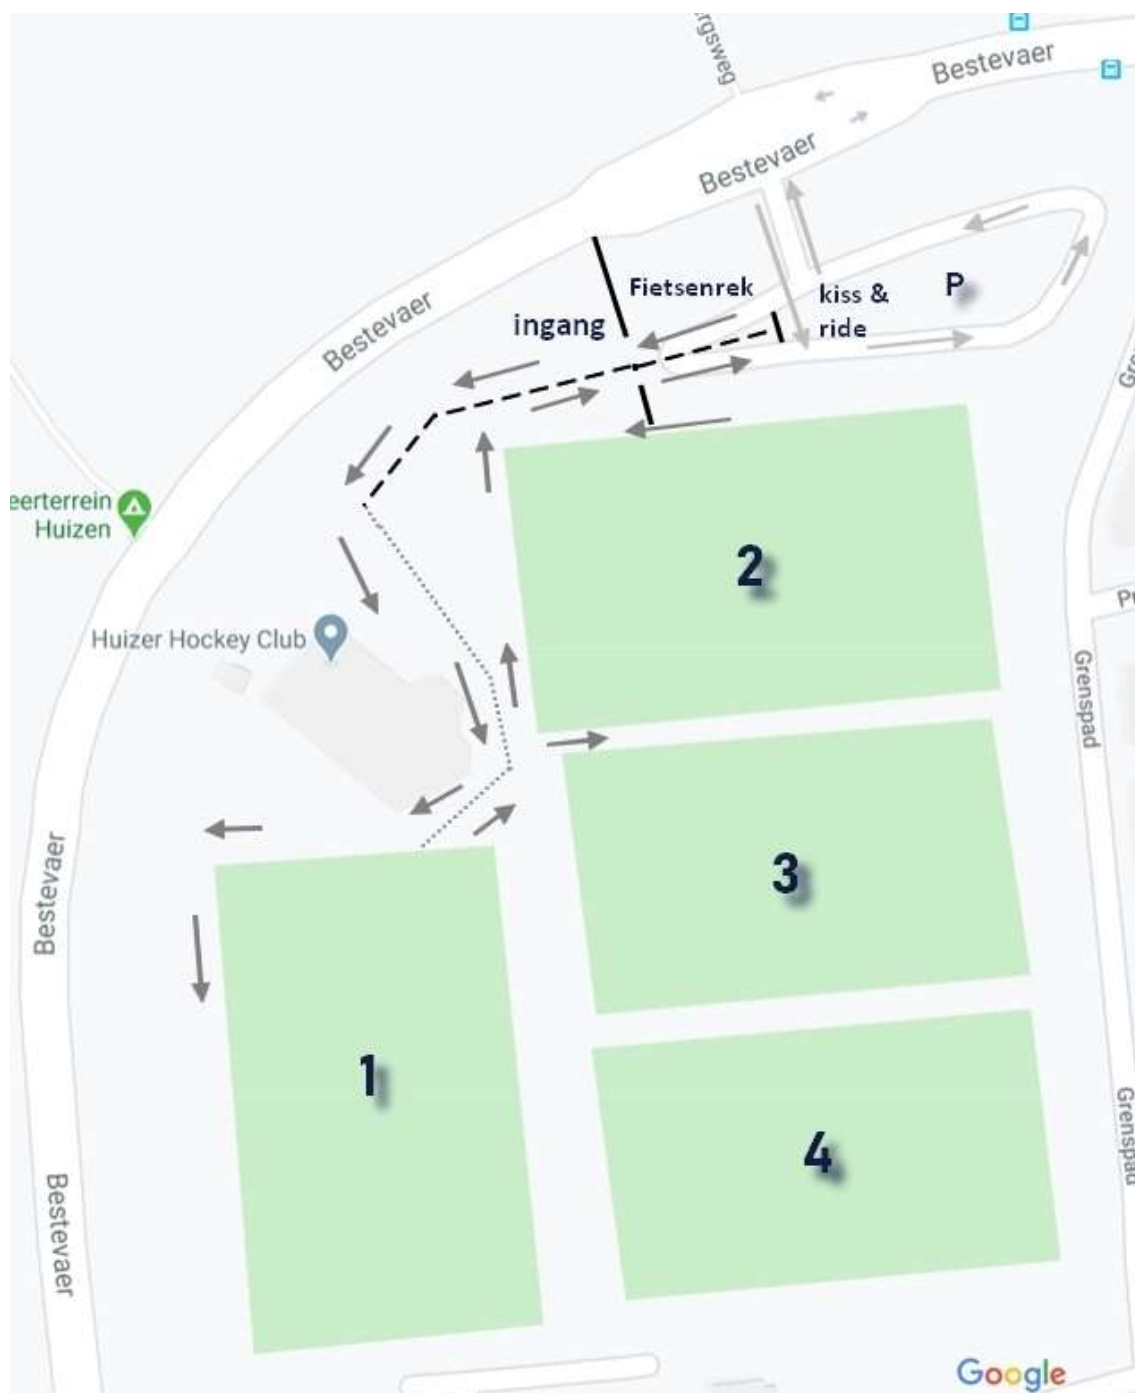 Bestevaer
Bestevaer
Fietsenrek
kiss &
ride
P
ingang
Bestevaer
2
eerterrein
Huizen
Huizer Hockey Club
Grenspad
3
Bestevaer
1
4
Grenspad
Bestevaer
Google